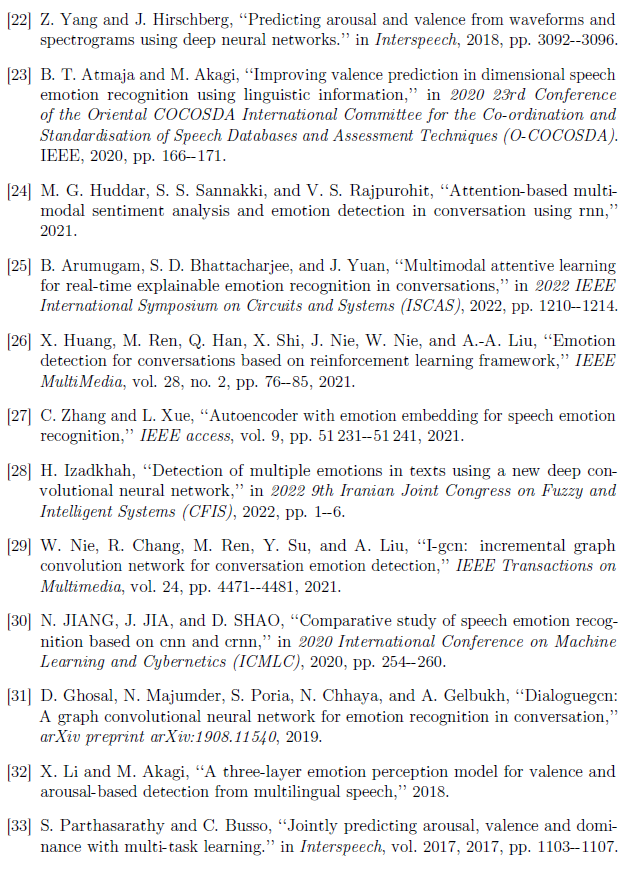 [22] Z. Yang and J. Hirschberg, ‘‘Predicting arousal and valence from waveforms and
spectrograms using deep neural networks.’’ in Interspeech, 2018, pp. 3092--3096.
[23] B. T. Atmaja and M. Akagi, ‘‘Improving valence prediction in dimensional speech
emotion recognition using linguistic information,’’ in 2020 23rd Conference
of the Oriental COCOSDA International Committee for the Co-ordination and
Standardisation of Speech Databases and Assessment Techniques (O-COCOSDA).
IEEE, 2020, pp. 166--171.
[24] M. G. Huddar, S. S. Sannakki, and V. S. Rajpurohit, ‘‘Attention-based multi-
modal sentiment analysis and emotion detection in conversation using rnn,’’
2021.
[25] B. Arumugam, S. D. Bhattacharjee, and J. Yuan, ‘‘Multimodal attentive learning
for real-time explainable emotion recognition in conversations,’’ in 2022 IEEE
International Symposium on Circuits and Systems (ISCAS), 2022, pp. 1210--1214.
[26] X. Huang, M. Ren, Q. Han, X. Shi, J. Nie, W. Nie, and A.-A. Liu, ‘‘Emotion
detection for conversations based on reinforcement learning framework,’’ IEEE
MultiMedia, vol. 28, no. 2, pp. 76--85, 2021.
[27] C. Zhang and L. Xue, ‘‘Autoencoder with emotion embedding for speech emotion
recognition,’’ IEEE access, vol. 9, pp. 51 231--51 241, 2021.
[28] H. Izadkhah, ‘‘Detection of multiple emotions in texts using a new deep con-
volutional neural network,’’ in 2022 9th Iranian Joint Congress on Fuzzy and
Intelligent Systems (CFIS), 2022, pp. 1--6.
[29] W. Nie, R. Chang, M. Ren, Y. Su, and A. Liu, ‘‘I-gcn: incremental graph
convolution network for conversation emotion detection,’’ IEEE Transactions on
Multimedia, vol. 24, pp. 4471--4481, 2021.
[30] N. JIANG, J. JIA, and D. SHAO, ‘‘Comparative study of speech emotion recog-
nition based on cnn and crnn,’’ in 2020 International Conference on Machine
Learning and Cybernetics (ICMLC), 2020, pp. 254--260.
[31] D. Ghosal, N. Majumder, S. Poria, N. Chhaya, and A. Gelbukh, ‘‘Dialoguegcn:
A graph convolutional neural network for emotion recognition in conversation,’’
arXiv preprint arXiv:1908.11540, 2019.
[32] X. Li and M. Akagi, ‘‘A three-layer emotion perception model for valence and
arousal-based detection from multilingual speech,’’ 2018.
[33] S. Parthasarathy and C. Busso, ‘‘Jointly predicting arousal, valence and domi-
nance with multi-task learning.’’ in Interspeech, vol. 2017, 2017, pp. 1103--1107.